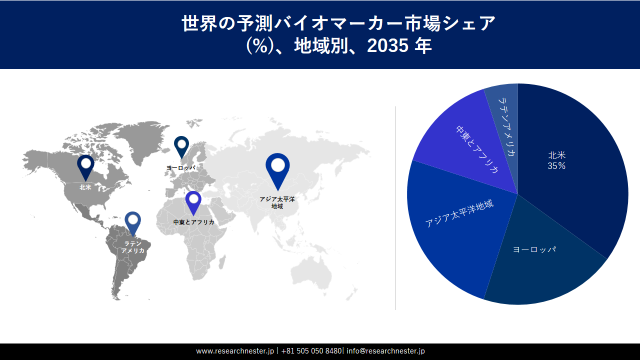 世界の予測バイオマーカー市場シェア
(%)、地域別、2035 年
ヨーロッパ
北米
アジア太平洋
地域
中東とアフリカ
ラテン
アメリカ
ラテンアメリカ
中東とアフリカ
北米
35%
アジア太平洋地域
ヨーロッパ
www.researchnester.jp | +81 505 050 8480| info@researchnester.jp